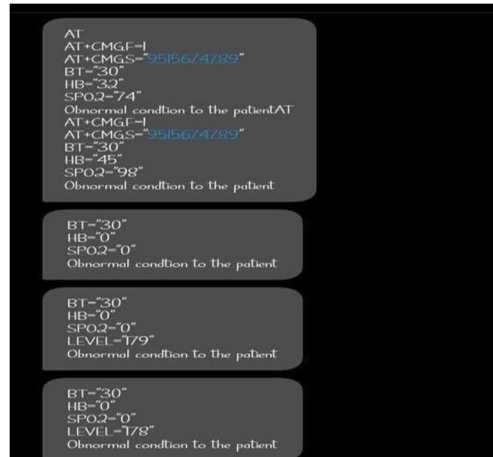 AT
AT+CMGF=1
AT+CMGS="9515674789"
BT="30"
HB="32"
SPO2="74"
Obnormal condtion to the patientAT
AT+CMGF=1
AT+CMGS="9515674789"
BT="30"
HB="45"
SPO2="98"
Obnormal condtion to the patient
BT="30"
HB="0"
SPO2="0"
Obnormal condtion to the patient
BT="30"
HB="0"
SPO2="0"
LEVEL="179"
Obnormal condtion to the patient
BT="30"
HB="0"
SPO2="0"
LEVEL="178"
Obnormal condtion to the patient